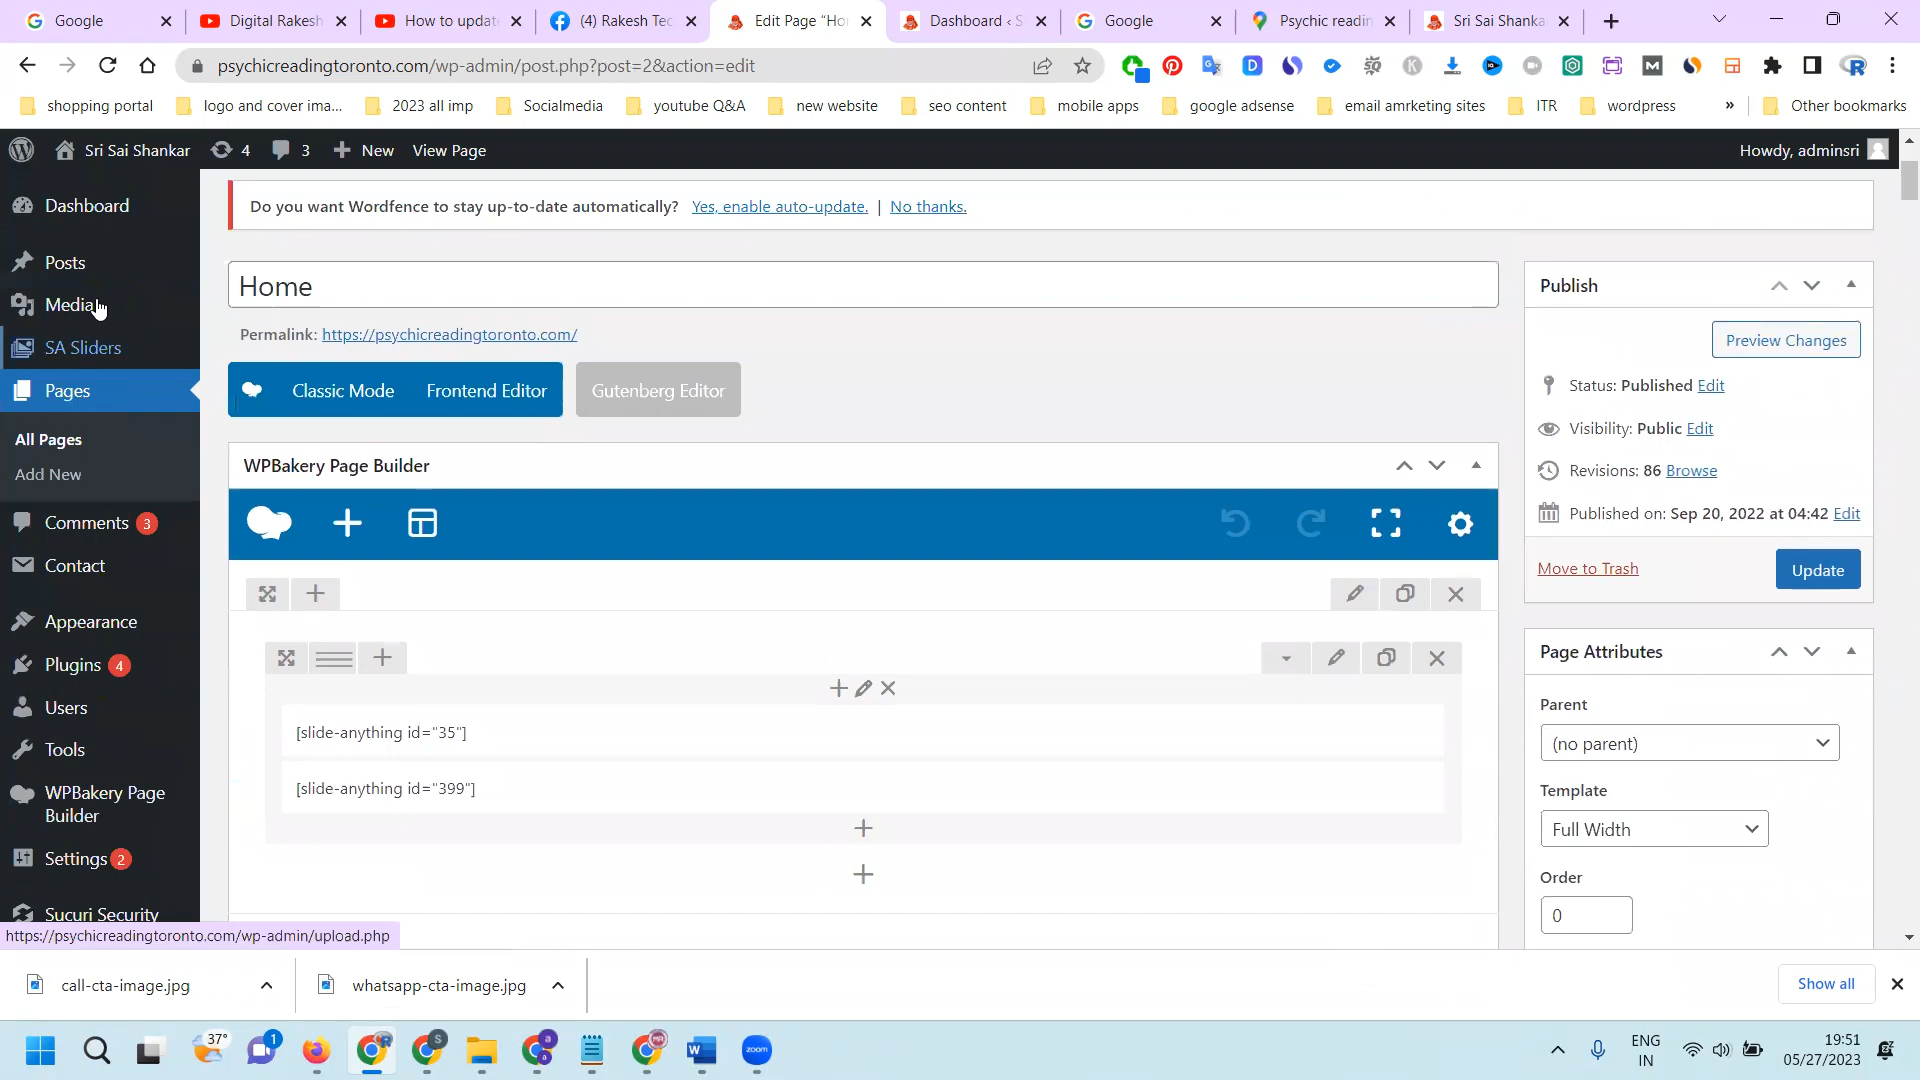 Google
Digital Rakesh
How to updat
(4) Rakesh Tec
Edit Page “Ho
Dashboard ‹ S
Google
Psychic readin
Sri Sai Shanka
psychicreadingtoronto.com/wp-admin/post.php?post=2&action=edit
shopping portal
logo and cover ima...
2023 all imp
Socialmedia
youtube Q&A
new website
seo content
mobile apps
google adsense
email amrketing sites
ITR
wordpress
»
Other bookmarks
Sri Sai Shankar
4
3
New
View Page
Howdy, adminsri
Dashboard
Posts
Media
SA Sliders
Pages
All Pages
Add New
Comments 3
Contact
Appearance
Plugins 4
Users
Tools
WPBakery Page
Builder
Settings 2
Sucuri Security
https://psychicreadingtoronto.com/wp-admin/upload.php
Do you want Wordfence to stay up-to-date automatically? Yes, enable auto-update. | No thanks.
Home
Permalink: https://psychicreadingtoronto.com/
Classic Mode
Frontend Editor
Gutenberg Editor
WPBakery Page Builder
[slide-anything id="35"]
[slide-anything id="399"]
Publish
Preview Changes
Status: Published Edit
Visibility: Public Edit
Revisions: 86 Browse
Published on: Sep 20, 2022 at 04:42 Edit
Move to Trash
Update
Page Attributes
Parent
(no parent)
Template
Full Width
Order
0
call-cta-image.jpg
whatsapp-cta-image.jpg
Show all
37°
1
S
a
a
zoom
ENG
IN
19:51
05/27/2023